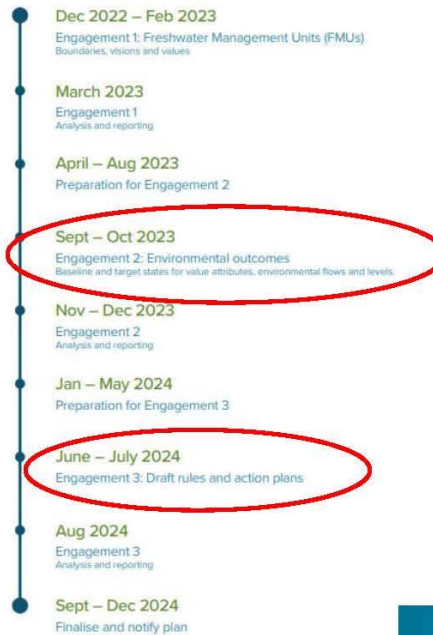 Dec 2022 – Feb 2023
Engagement 1: Freshwater Management Units (FMUs)
Boundaries, visions and values
March 2023
Engagement 1
Analysis and reporting
April – Aug 2023
Preparation for Engagement 2
Sept – Oct 2023
Engagement 2: Environmental outcomes
Baseline and target states for value attributes, environmental flows and levels.
Nov – Dec 2023
Engagement 2
Analysis and reporting
Jan – May 2024
Preparation for Engagement 3
June – July 2024
Engagement 3: Draft rules and action plans
Aug 2024
Engagement 3
Analysis and reporting
Sept – Dec 2024
Finalise and notify plan